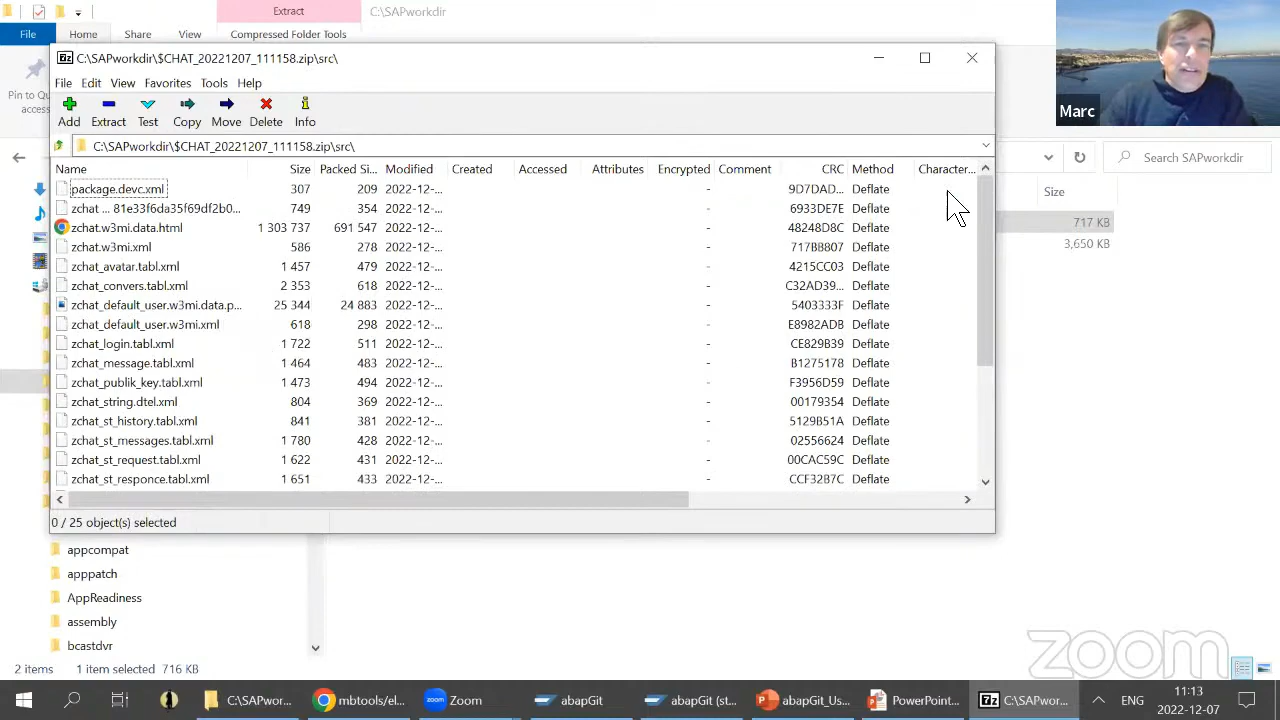 Extract C:\SAPworkdir
File Home Share View Compressed Folder Tools
Pin to Quick
access
C:\SAPworkdir\$CHAT_20221207_111158.zip\src\
File Edit View Favorites Tools Help
Add Extract Test Copy Move Delete Info
C:\SAPworkdir\$CHAT_20221207_111158.zip\src\
Name Size Packed Si... Modified Created Accessed Attributes Encrypted Comment CRC Method Character...
package.devc.xml 307 209 2022-12-... - 9D7DAD... Deflate
zchat ... 81e33f6da35f69df2b0... 749 354 2022-12-... - 6933DE7E Deflate
zchat.w3mi.data.html 1 303 737 691 547 2022-12-... - 48248D8C Deflate
zchat.w3mi.xml 586 278 2022-12-... - 717BB807 Deflate
zchat_avatar.tabl.xml 1 457 479 2022-12-... - 4215CC03 Deflate
zchat_convers.tabl.xml 2 353 618 2022-12-... - C32AD39... Deflate
zchat_default_user.w3mi.data.p... 25 344 24 883 2022-12-... - 5403333F Deflate
zchat_default_user.w3mi.xml 618 298 2022-12-... - E8982ADB Deflate
zchat_login.tabl.xml 1 722 511 2022-12-... - CE829B39 Deflate
zchat_message.tabl.xml 1 464 483 2022-12-... - B1275178 Deflate
zchat_publik_key.tabl.xml 1 473 494 2022-12-... - F3956D59 Deflate
zchat_string.dtel.xml 804 369 2022-12-... - 00179354 Deflate
zchat_st_history.tabl.xml 841 381 2022-12-... - 5129B51A Deflate
zchat_st_messages.tabl.xml 1 780 428 2022-12-... - 02556624 Deflate
zchat_st_request.tabl.xml 1 622 431 2022-12-... - 00CAC59C Deflate
zchat_st_responce.tabl.xml 1 651 433 2022-12-... - CCF32B7C Deflate
0 / 25 object(s) selected
Marc
Search SAPworkdir
Size
717 KB
3,650 KB
appcompat
apppatch
AppReadiness
assembly
bcastdvr
2 items 1 item selected 716 KB
zoom
C:\SAPwor... mbtools/el... Zoom abapGit abapGit (st... abapGit_Us... PowerPoint... C:\SAPwor... ENG 11:13
2022-12-07